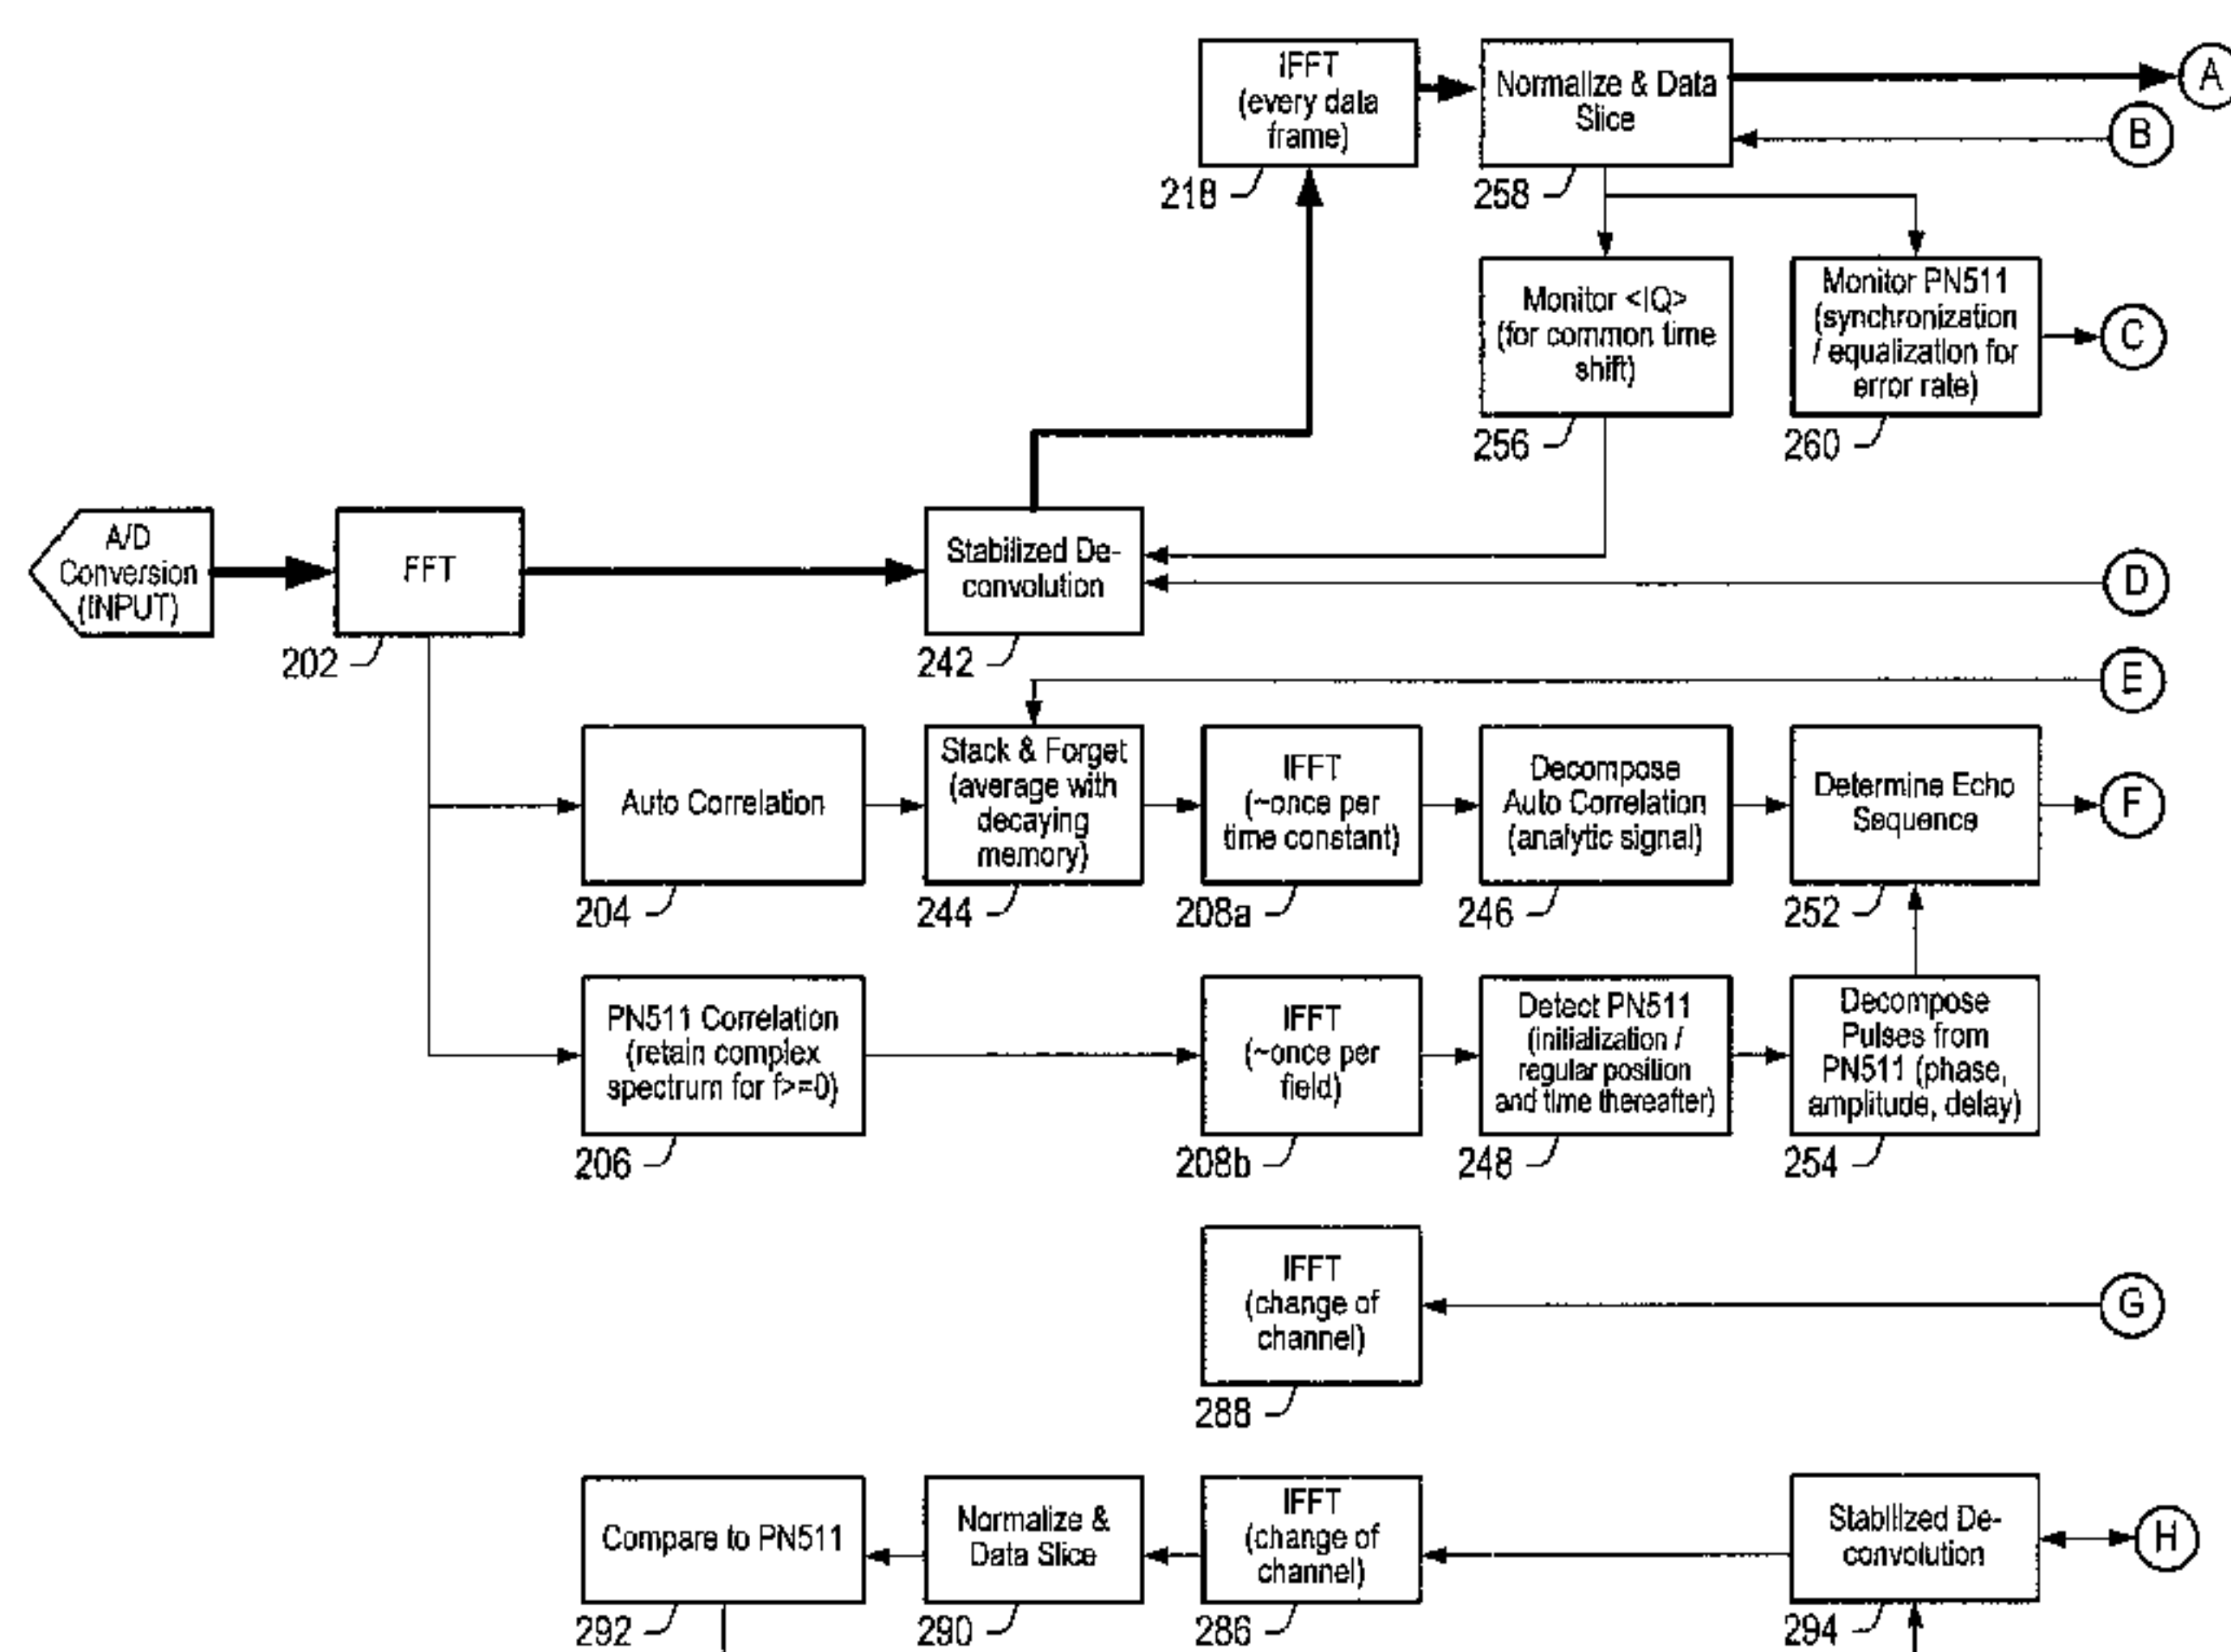 IFFT
(every data
frame)
218
Normalize & Data
Slice
258
A
B
Monitor <IQ>
(for common time
shift)
256
Monitor PN511
(synchronization
/ equalization for
error rate)
260
C
A/D
Conversion
(INPUT)
FFT
202
Stabilized De-
convolution
242
D
E
Auto Correlation
204
Stack & Forget
(average with
decaying
memory)
244
IFFT
(~once per
time constant)
208a
Decompose
Auto Correlation
(analytic signal)
246
Determine Echo
Sequence
252
F
PN511 Correlation
(retain complex
spectrum for f>=0)
206
IFFT
(~once per
field)
208b
Detect PN511
(initialization /
regular position
and time thereafter)
248
Decompose
Pulses from
PN511 (phase,
amplitude, delay)
254
IFFT
(change of
channel)
288
G
Compare to PN511
292
Normalize &
Data Slice
290
IFFT
(change of
channel)
286
Stabilized De-
convolution
294
H